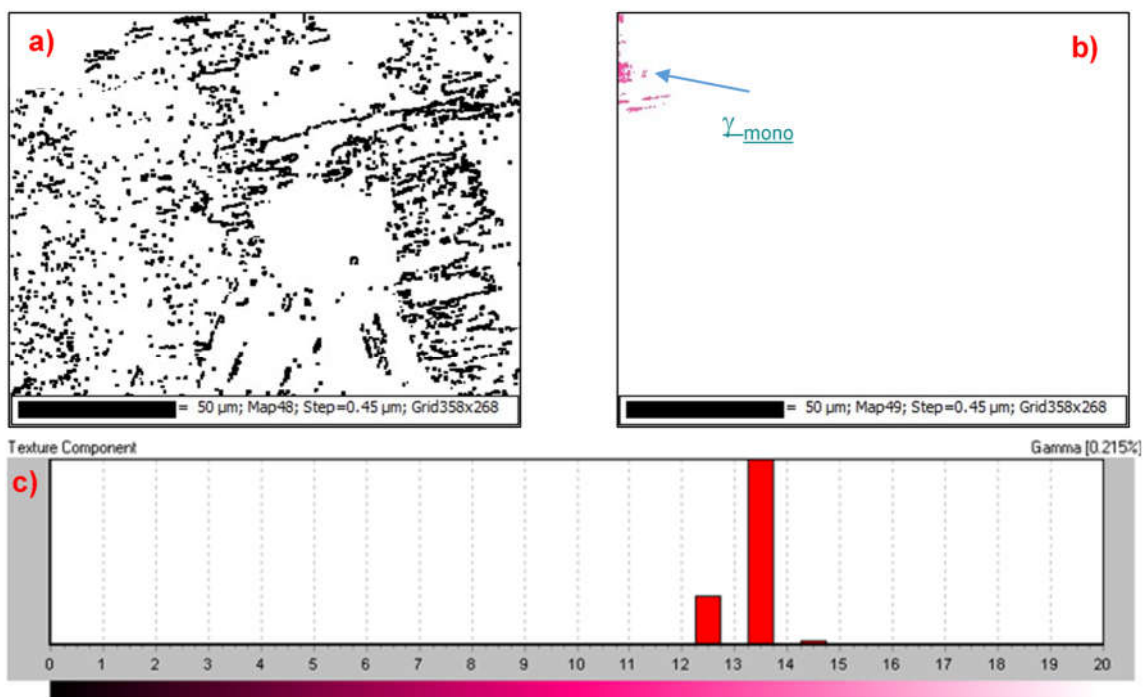 a)
b)
γ_mono
= 50 µm; Map48; Step=0.45 µm; Grid358x268
= 50 µm; Map49; Step=0.45 µm; Grid358x268
Texture Component
Gamma [0.215%]
c)
0 1 2 3 4 5 6 7 8 9 10 11 12 13 14 15 16 17 18 19 20